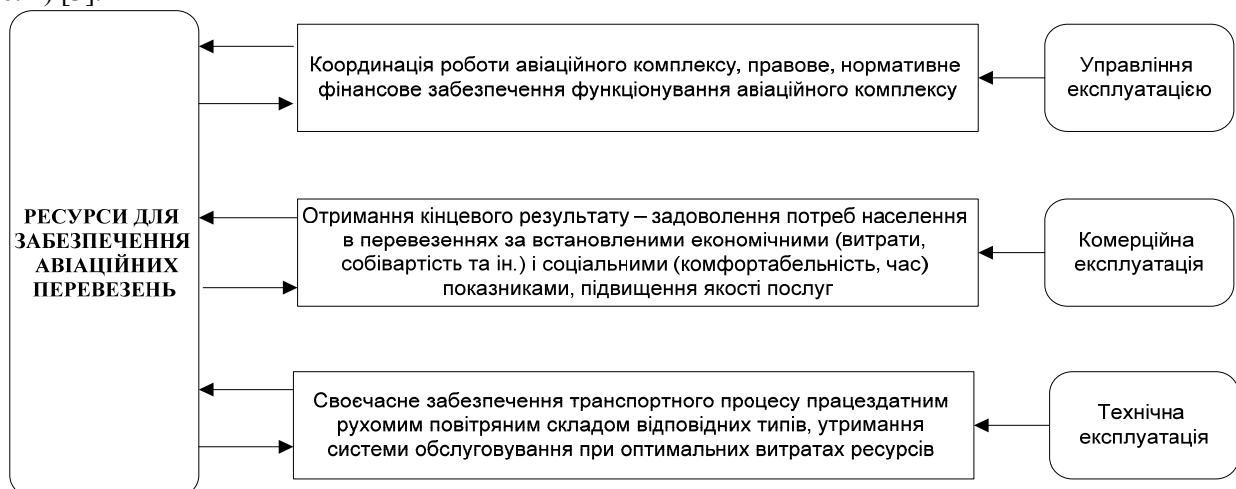 РЕСУРСИ ДЛЯ
ЗАБЕЗПЕЧЕННЯ
АВІАЦІЙНИХ
ПЕРЕВЕЗЕНЬ
Координація роботи авіаційного комплексу, правове, нормативне
фінансове забезпечення функціонування авіаційного комплексу
Управління
експлуатацією
Отримання кінцевого результату – задоволення потреб населення
в перевезеннях за встановленими економічними (витрати,
собівартість та ін.) і соціальними (комфортабельність, час)
показниками, підвищення якості послуг
Комерційна
експлуатація
Своєчасне забезпечення транспортного процесу працездатним
рухомим повітряним складом відповідних типів, утримання
системи обслуговування при оптимальних витратах ресурсів
Технічна
експлуатація